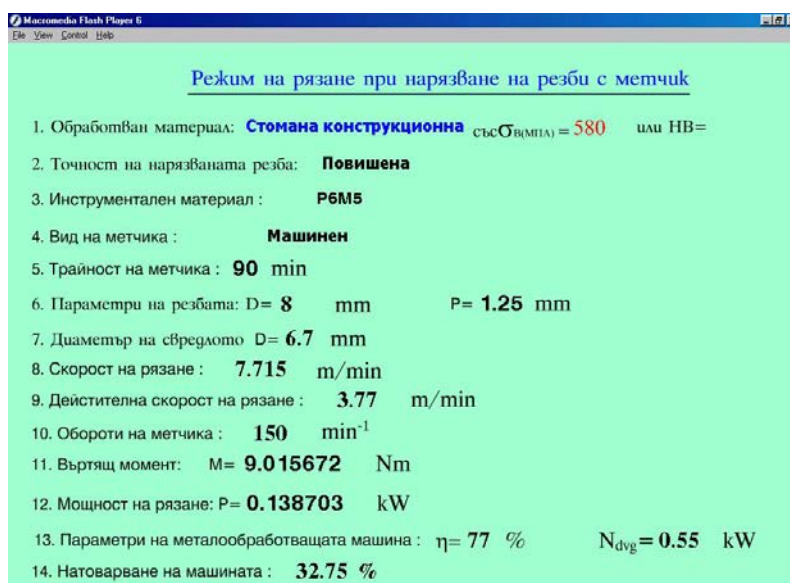 Macromedia Flash Player 6
File View Control Help
Режим на рязане при нарязване на резби с метчик
1. Обработван материал: Стомана конструкционна със σв(МПа) = 580 или HB=
2. Точност на нарязваната резба: Повишена
3. Инструментален материал : P6M5
4. Вид на метчика : Машинен
5. Трайност на метчика : 90 min
6. Параметри на резбата: D= 8 mm P= 1.25 mm
7. Диаметър на свредлото D= 6.7 mm
8. Скорост на рязане : 7.715 m/min
9. Дейстителна скорост на рязане : 3.77 m/min
10. Обороти на метчика : 150 min-1
11. Въртящ момент: M= 9.015672 Nm
12. Мощност на рязане: P= 0.138703 kW
13. Параметри на металообработващата машина : η= 77 % Ndvg = 0.55 kW
14. Натоварване на машината : 32.75 %